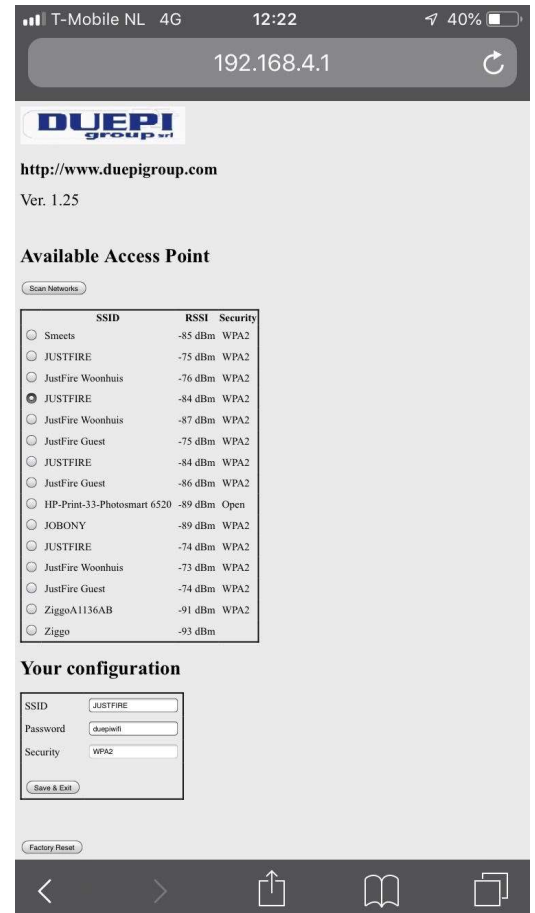 T-Mobile NL 4G 12:22 40%
192.168.4.1
DUEPI
group srl
http://www.duepigroup.com
Ver. 1.25
Available Access Point
Scan Networks
SSID RSSI Security
Smeets -85 dBm WPA2
JUSTFIRE -75 dBm WPA2
JustFire Woonhuis -76 dBm WPA2
JUSTFIRE -84 dBm WPA2
JustFire Woonhuis -87 dBm WPA2
JustFire Guest -75 dBm WPA2
JUSTFIRE -84 dBm WPA2
JustFire Guest -86 dBm WPA2
HP-Print-33-Photosmart 6520 -89 dBm Open
JOBONY -89 dBm WPA2
JUSTFIRE -74 dBm WPA2
JustFire Woonhuis -73 dBm WPA2
JustFire Guest -74 dBm WPA2
ZiggoA1136AB -91 dBm WPA2
Ziggo -93 dBm
Your configuration
SSID JUSTFIRE
Password duepiwifi
Security WPA2
Save & Exit
Factory Reset